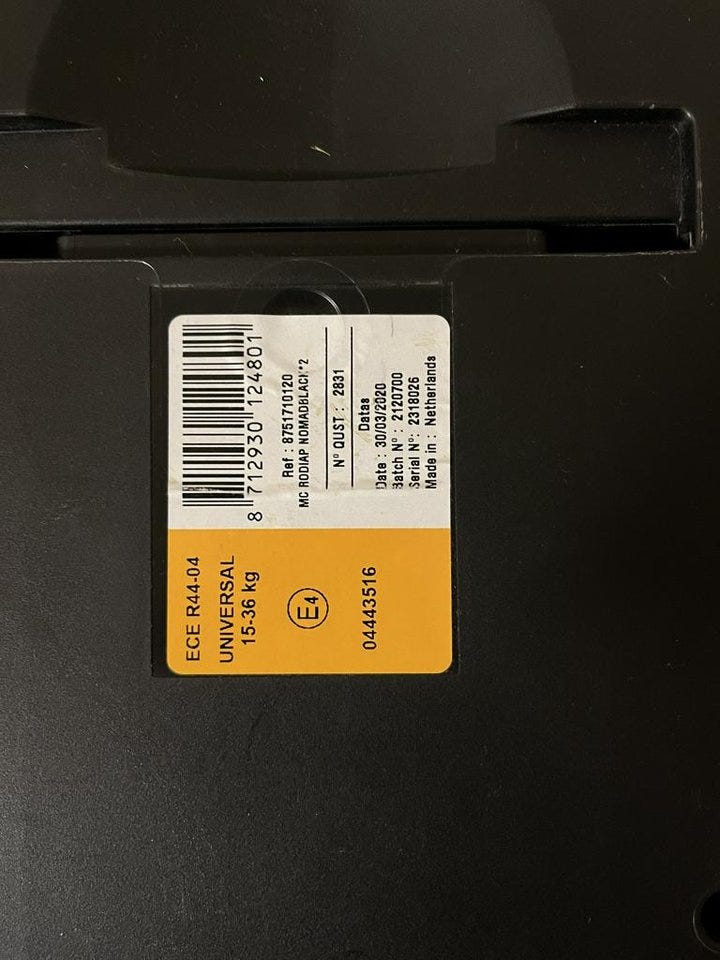 8 712930 124801
Ref : 8751710120
MC RODIAP NOMADBLACK*2
N° QUST : 2831
Datas
Date : 30/03/2020
Batch N° : 2120700
Serial N° : 2318026
Made in : Netherlands
ECE R44-04
UNIVERSAL
15-36 kg
E4
04443516